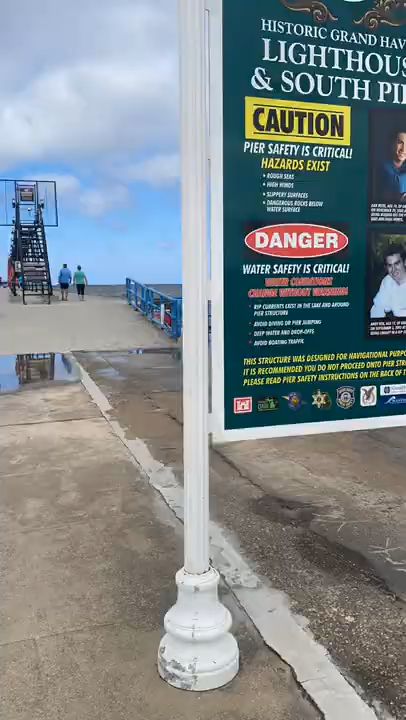 HISTORIC GRAND HAV
LIGHTHOUS
& SOUTH PI
CAUTION
PIER SAFETY IS CRITICAL!
HAZARDS EXIST
• ROUGH SEAS
• HIGH WINDS
• SLIPPERY SURFACES
• DANGEROUS ROCKS BELOW
WATER SURFACE
DANGER
WATER SAFETY IS CRITICAL!
UNDER CONDITIONS
CHANGE WITHOUT WARNING
RIP CURRENTS EXIST IN THE LAKE AND AROUND
PIER STRUCTURE
• AVOID DIVING OR PIER JUMPING
• DEEP WATER AND DROP-OFFS
• AVOID BOATING TRAFFIC
THIS STRUCTURE WAS DESIGNED FOR NAVIGATIONAL PURPO
IT IS RECOMMENDED YOU DO NOT PROCEED ONTO PIER STR
PLEASE READ PIER SAFETY INSTRUCTIONS ON THE BACK OF T